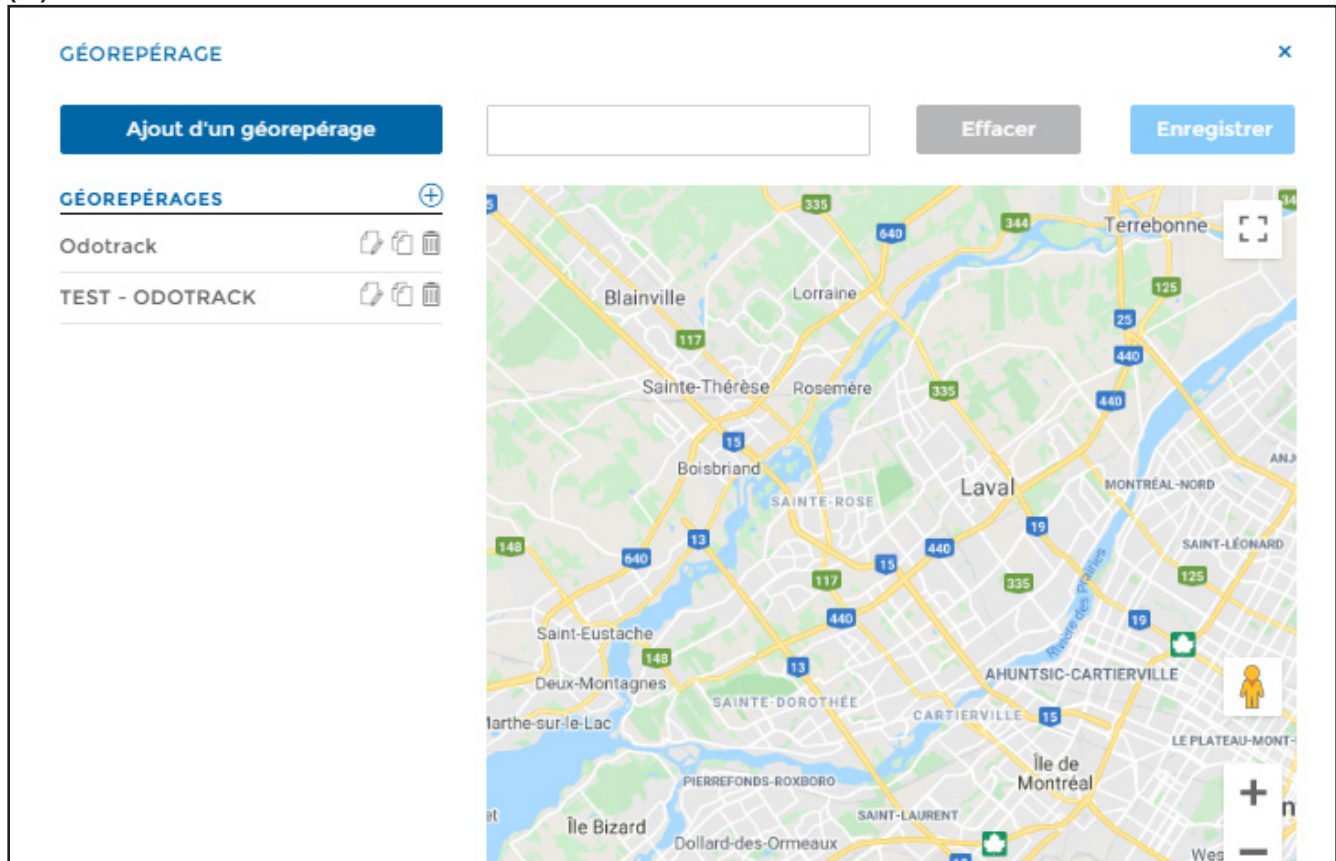 GÉOREPÉRAGE ×
Ajout d'un géorepérage
Effacer
Enregistrer
GÉOREPÉRAGES
Odotrack
TEST - ODOTRACK
335
344
Terrebonne
640
125
Blainville
Lorraine
25
117
440
Sainte-Thérèse
Rosemère
335
440
15
Boisbriand
Laval
MONTRÉAL-NORD
SAINTE-ROSE
19
13
148
640
440
SAINT-LÉONARD
15
117
335
125
Rivière des Prairies
440
19
Saint-Eustache
148
13
AHUNTSIC-CARTIERVILLE
Deux-Montagnes
SAINTE-DOROTHÉE
CARTIERVILLE
15
Marthe-sur-le-Lac
LE PLATEAU-MONT-
Île de
Montréal
PIERREFONDS-ROXBORO
SAINT-LAURENT
Île Bizard
Dollard-des-Ormeaux